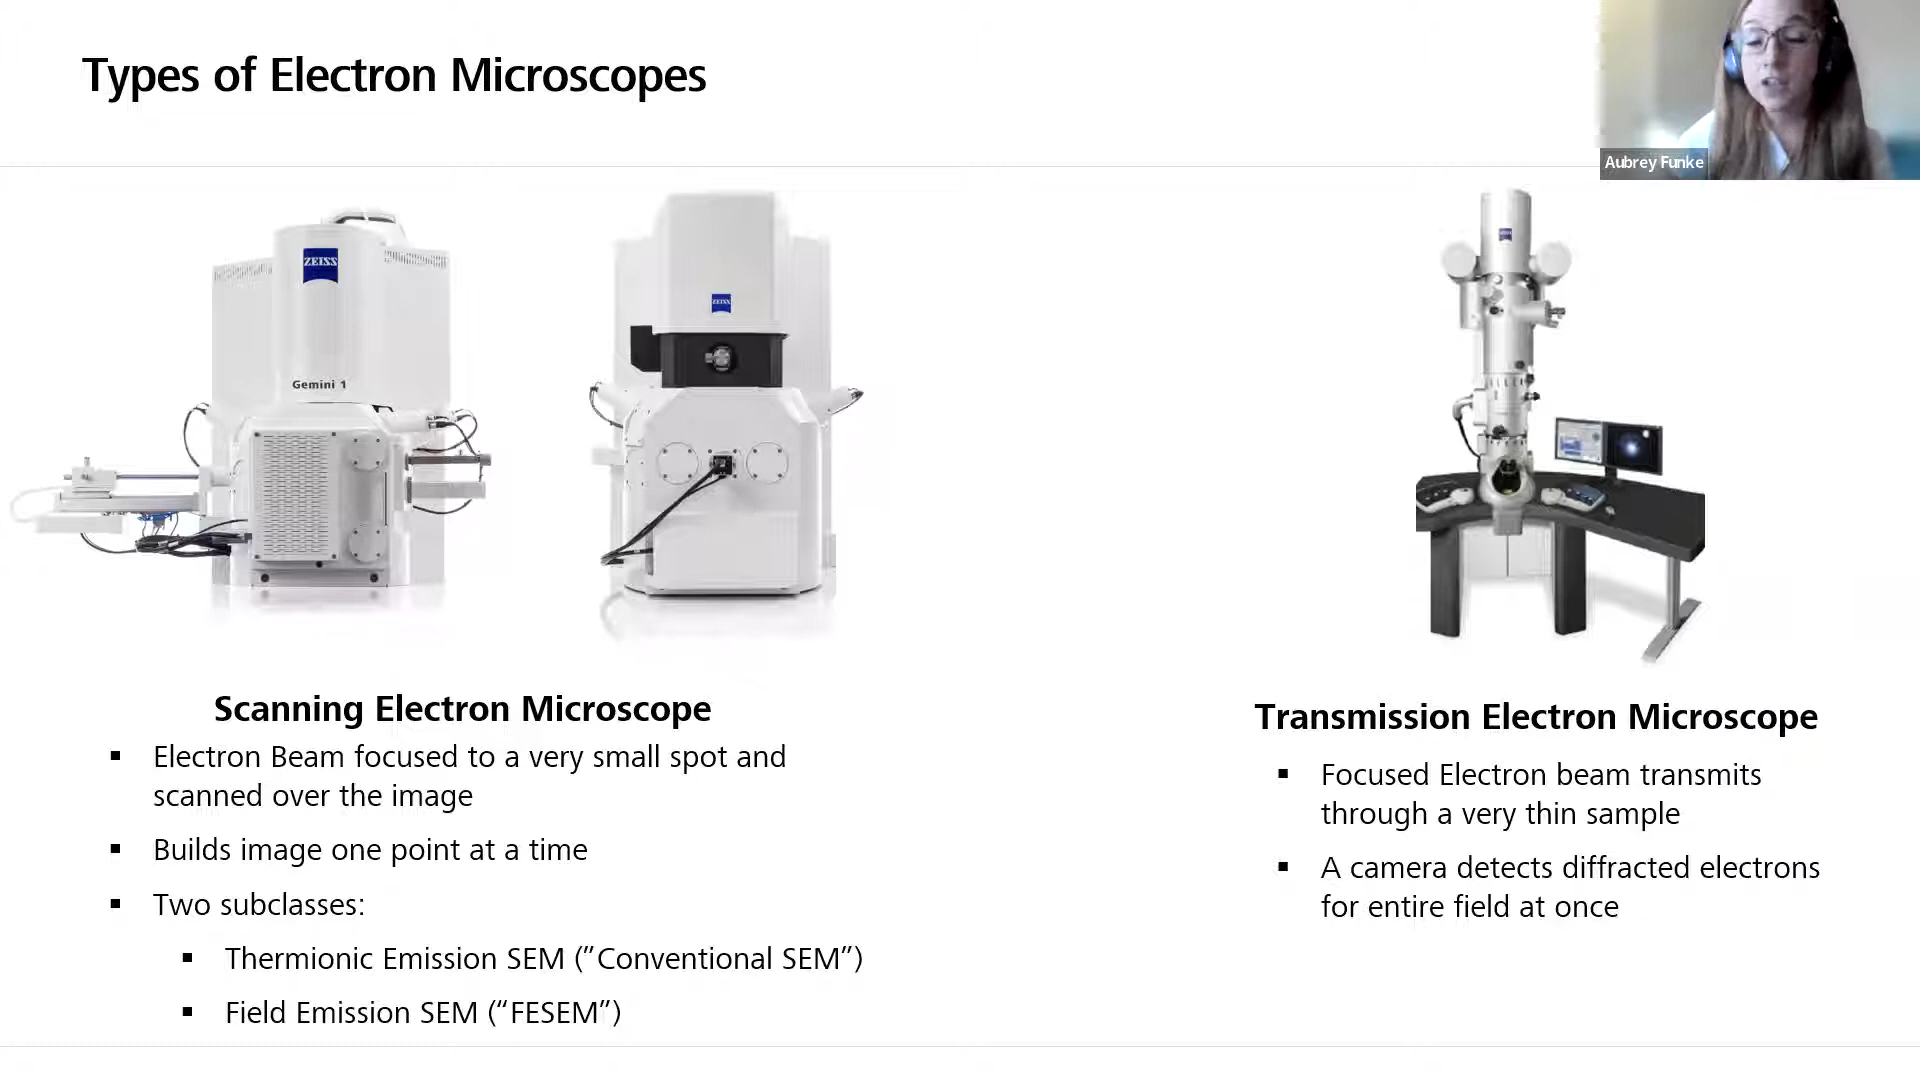 Types of Electron Microscopes
Aubrey Funke
ZEISS
Gemini 1
ZEISS
Scanning Electron Microscope
▪ Electron Beam focused to a very small spot and
scanned over the image
▪ Builds image one point at a time
▪ Two subclasses:
▪ Thermionic Emission SEM (”Conventional SEM”)
▪ Field Emission SEM (“FESEM”)
Transmission Electron Microscope
▪ Focused Electron beam transmits
through a very thin sample
▪ A camera detects diffracted electrons
for entire field at once